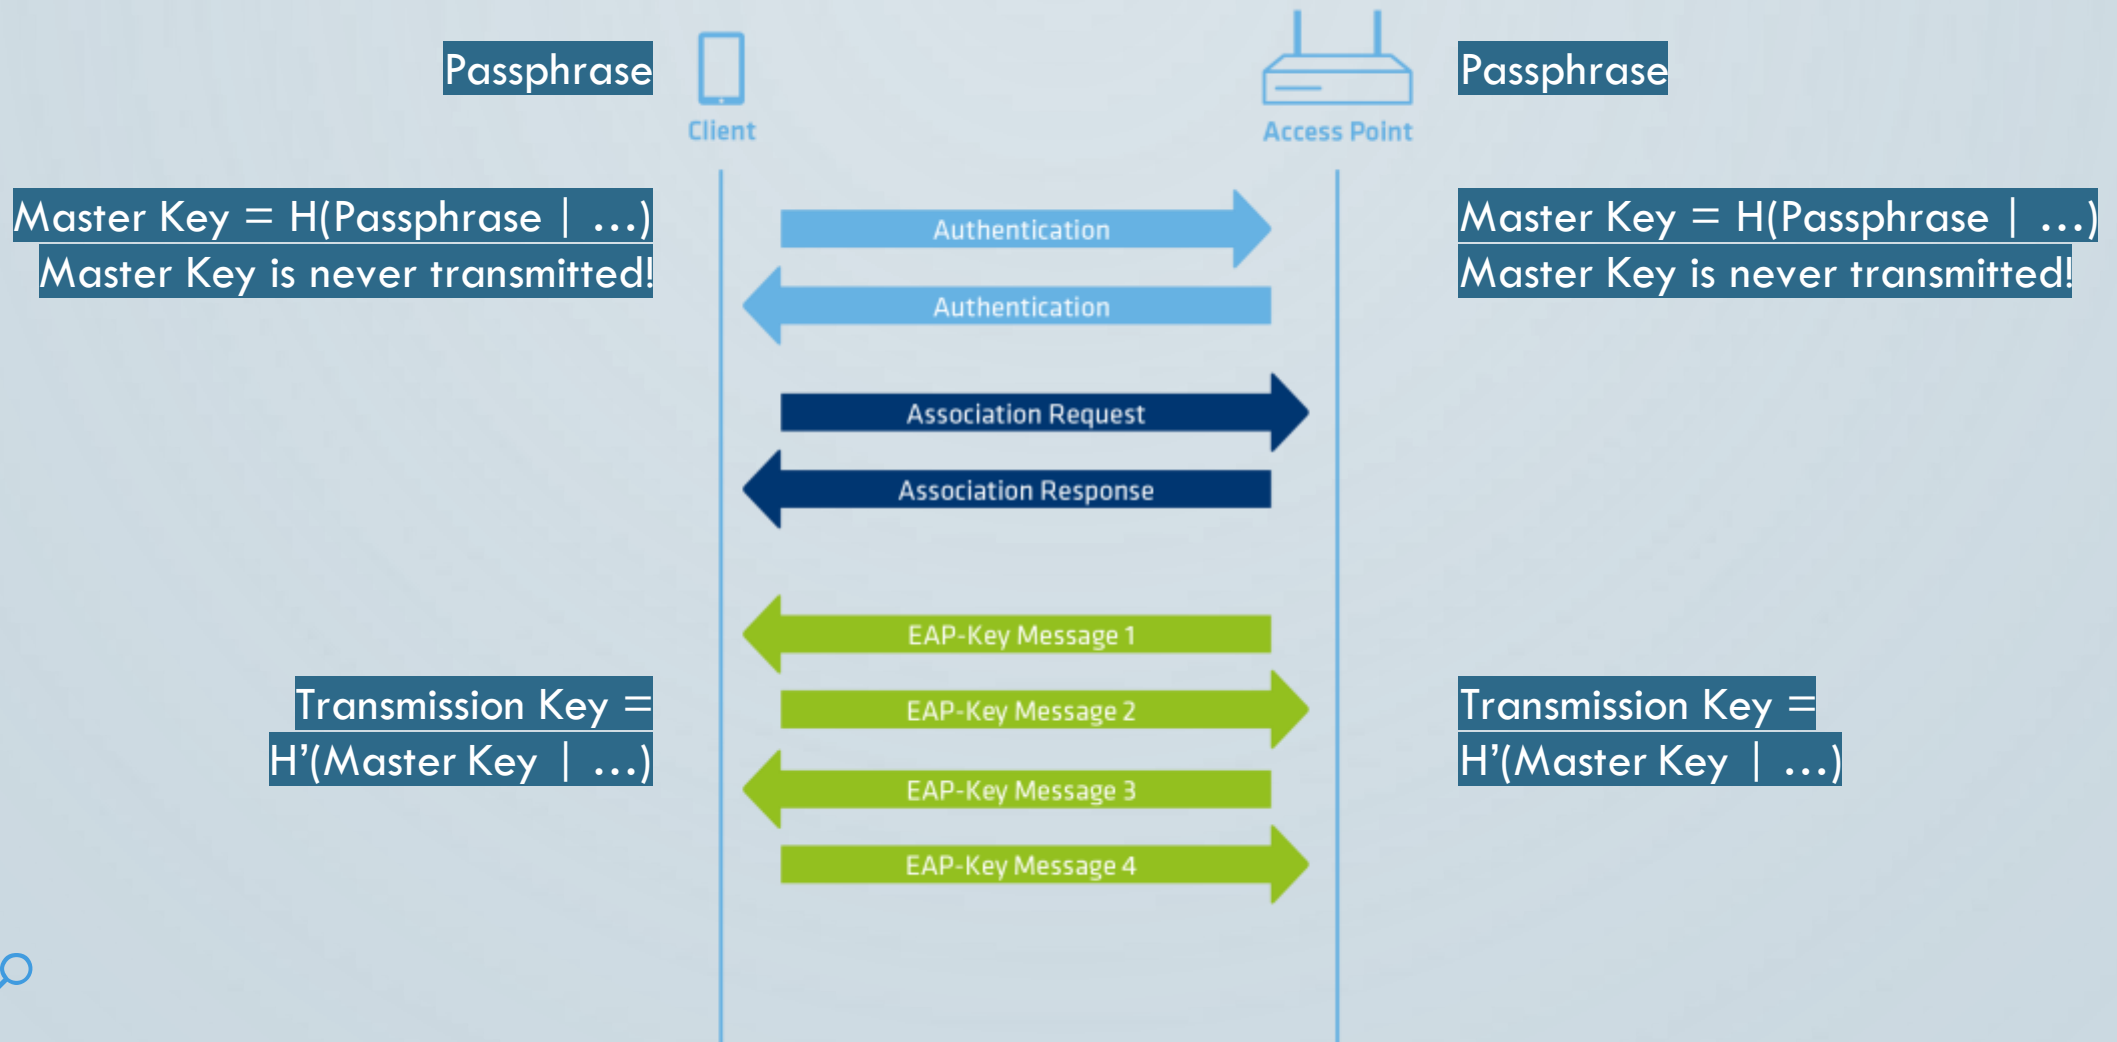 Passphrase
Passphrase
Client
Access Point
Master Key = H(Passphrase | …)
Master Key is never transmitted!
Master Key = H(Passphrase | …)
Master Key is never transmitted!
Authentication
Authentication
Association Request
Association Response
EAP-Key Message 1
Transmission Key =
H’(Master Key | …)
EAP-Key Message 2
Transmission Key =
H’(Master Key | …)
EAP-Key Message 3
EAP-Key Message 4